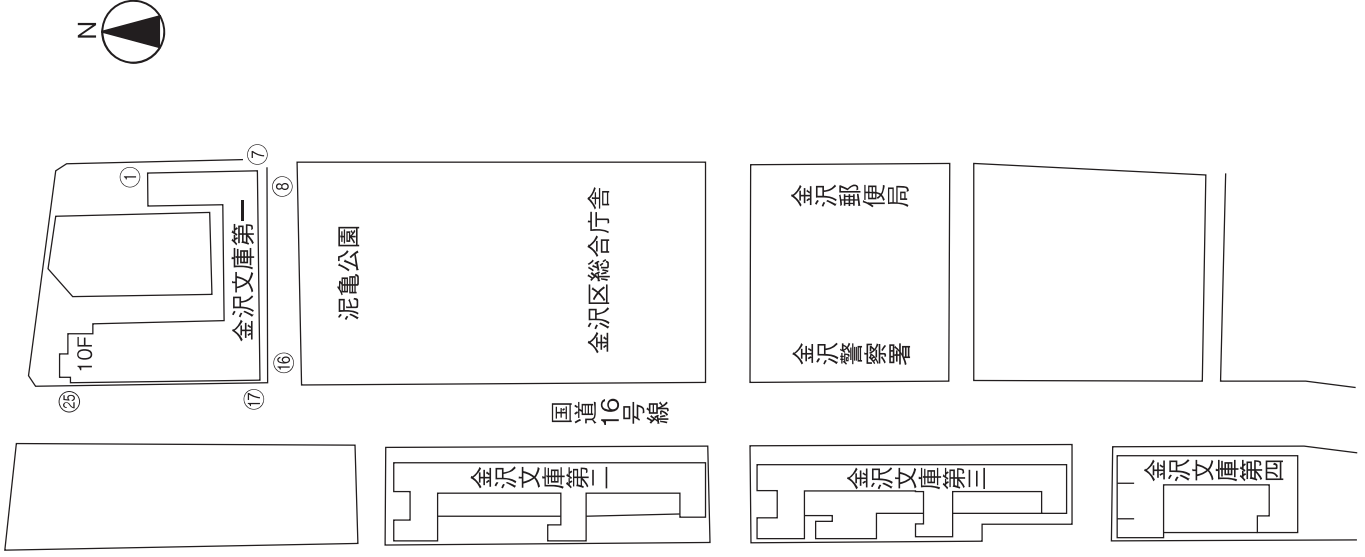 N
①
⑦
⑧
金沢文庫第一
10F
⑯
⑰
㉕
泥亀公園
金沢区総合庁舎
金沢郵便局
金沢警察署
国道16号線
金沢文庫第二
金沢文庫第三
金沢文庫第四